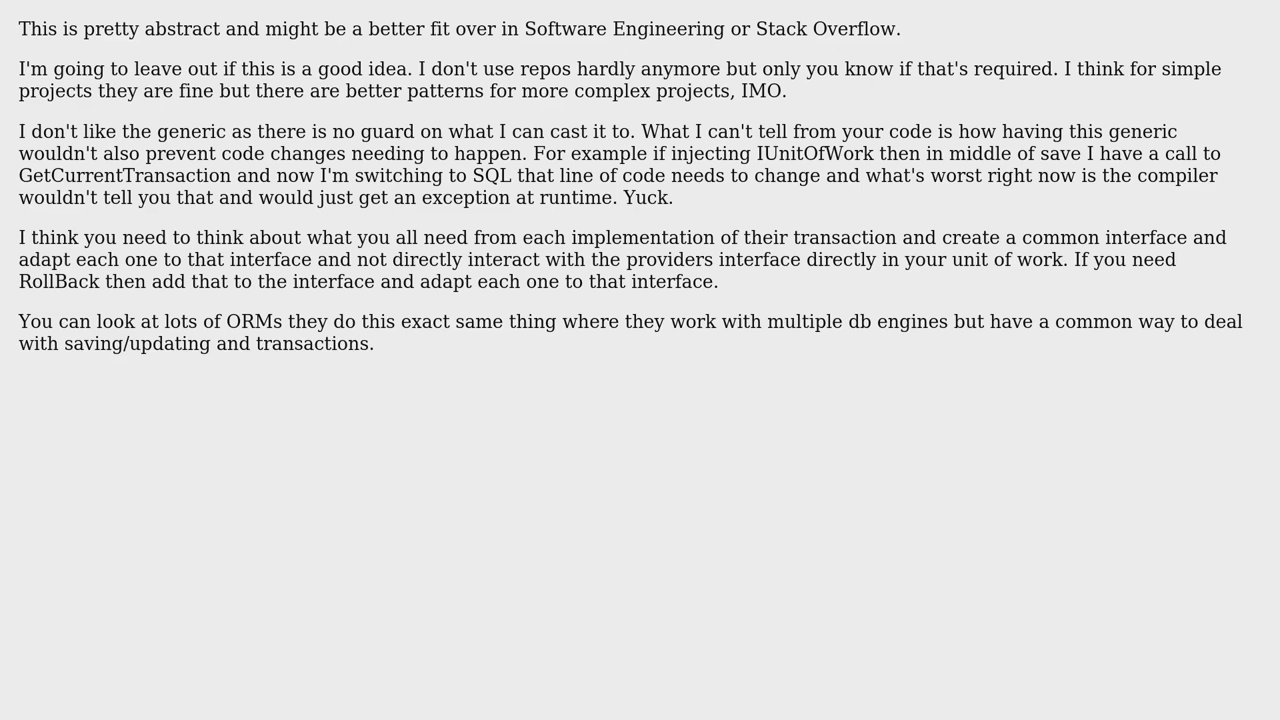 This is pretty abstract and might be a better fit over in Software Engineering or Stack Overflow.
I'm going to leave out if this is a good idea. I don't use repos hardly anymore but only you know if that's required. I think for simple
projects they are fine but there are better patterns for more complex projects, IMO.
I don't like the generic as there is no guard on what I can cast it to. What I can't tell from your code is how having this generic
wouldn't also prevent code changes needing to happen. For example if injecting IUnitOfWork then in middle of save I have a call to
GetCurrentTransaction and now I'm switching to SQL that line of code needs to change and what's worst right now is the compiler
wouldn't tell you that and would just get an exception at runtime. Yuck.
I think you need to think about what you all need from each implementation of their transaction and create a common interface and
adapt each one to that interface and not directly interact with the providers interface directly in your unit of work. If you need
RollBack then add that to the interface and adapt each one to that interface.
You can look at lots of ORMs they do this exact same thing where they work with multiple db engines but have a common way to deal
with saving/updating and transactions.